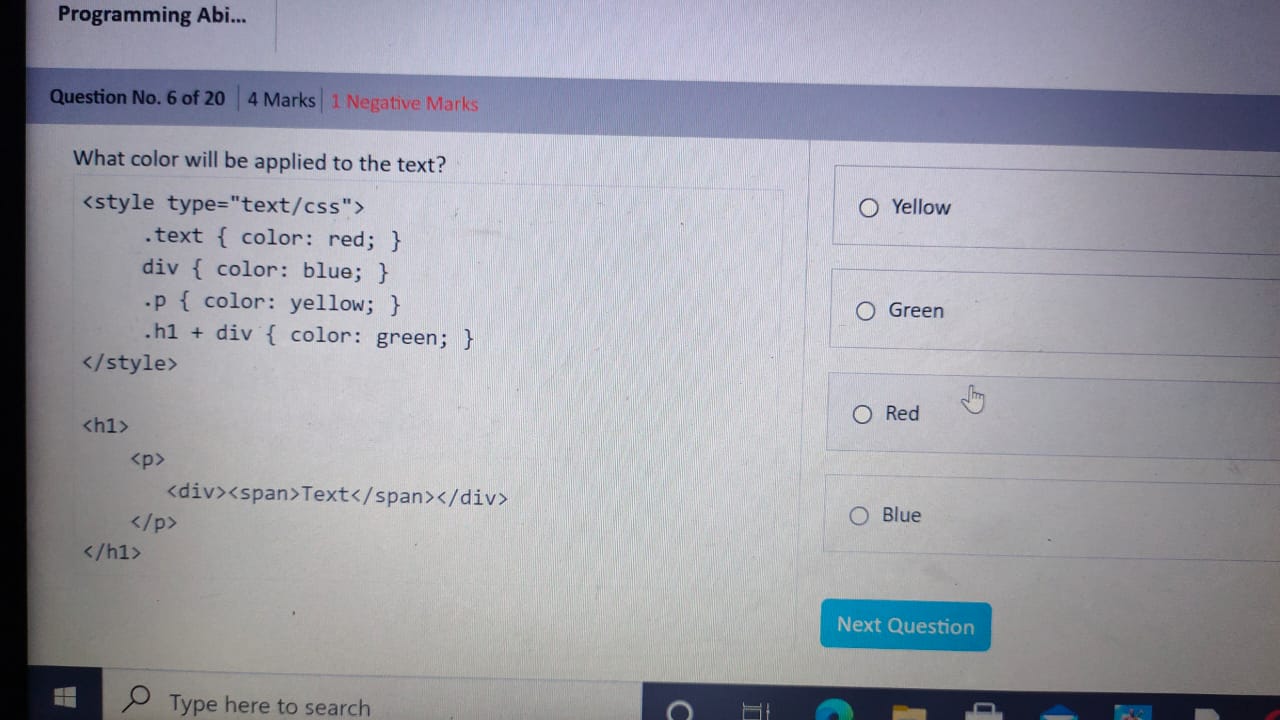 Programming Abi...
Question No. 6 of 20 4 Marks 1 Negative Marks
What color will be applied to the text?
<style type="text/css">
.text { color: red; }
div { color: blue; }
.p { color: yellow; }
.h1 + div { color: green; }
</style>
<h1>
<p>
<div><span>Text</span></div>
</p>
</h1>
Yellow
Green
Red
Blue
Next Question
Type here to search